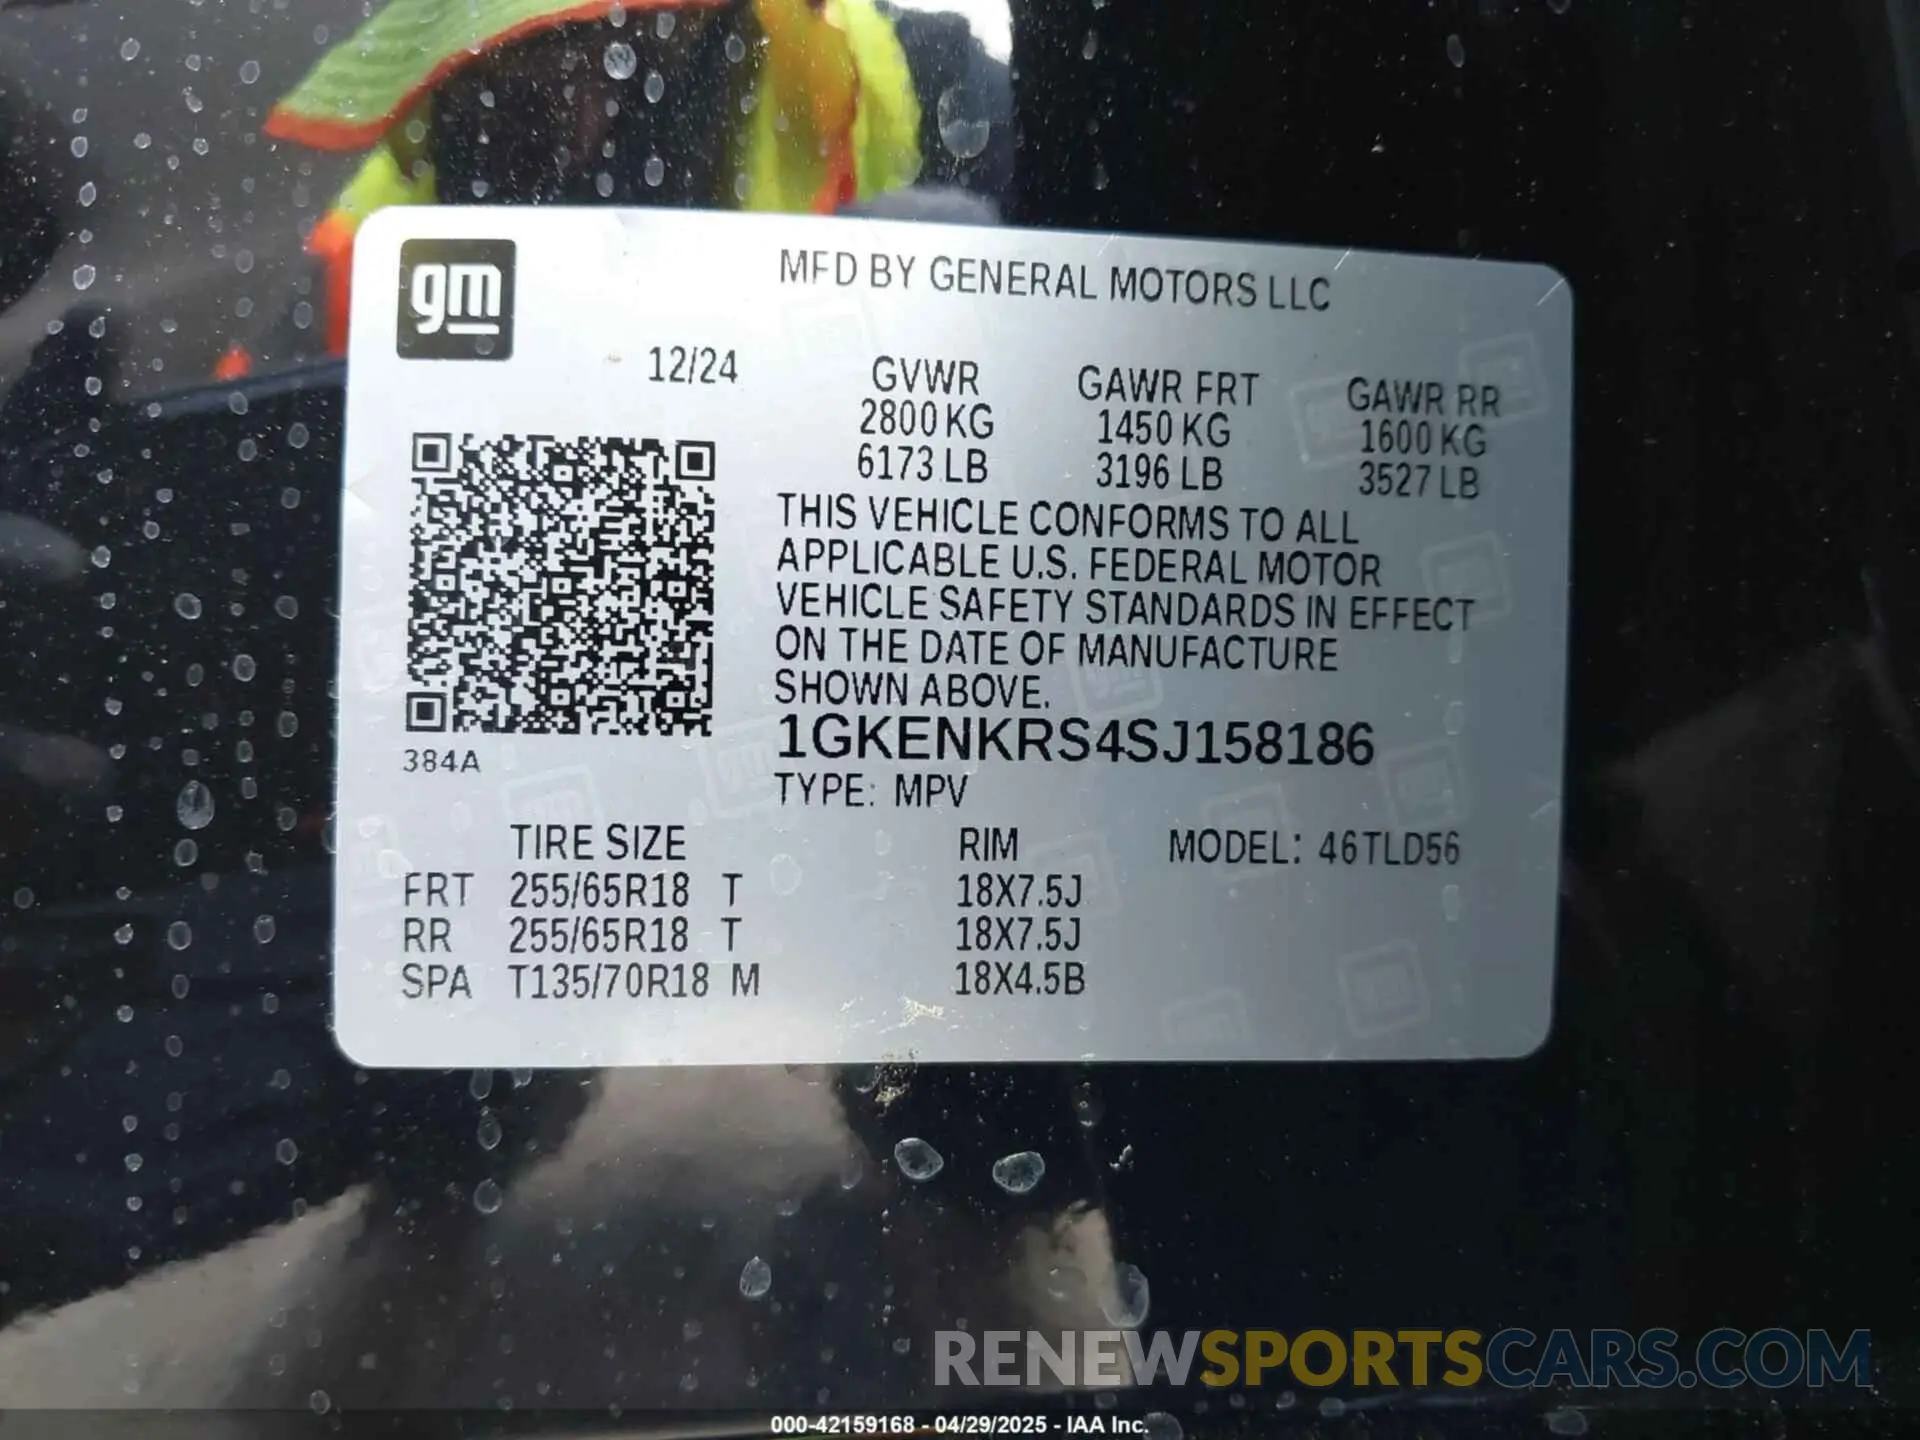 gm
MFD BY GENERAL MOTORS LLC
12/24
GVWR GAWR FRT GAWR RR
2800 KG 1450 KG 1600 KG
6173 LB 3196 LB 3527 LB
THIS VEHICLE CONFORMS TO ALL
APPLICABLE U.S. FEDERAL MOTOR
VEHICLE SAFETY STANDARDS IN EFFECT
ON THE DATE OF MANUFACTURE
SHOWN ABOVE.
1GKENKRS4SJ158186
384A
TYPE: MPV
TIRE SIZE RIM MODEL: 46TLD56
FRT 255/65R18 T 18X7.5J
RR 255/65R18 T 18X7.5J
SPA T135/70R18 M 18X4.5B
RENEWSPORTSCARS.COM
000-42159168 - 04/29/2025 - IAA Inc.